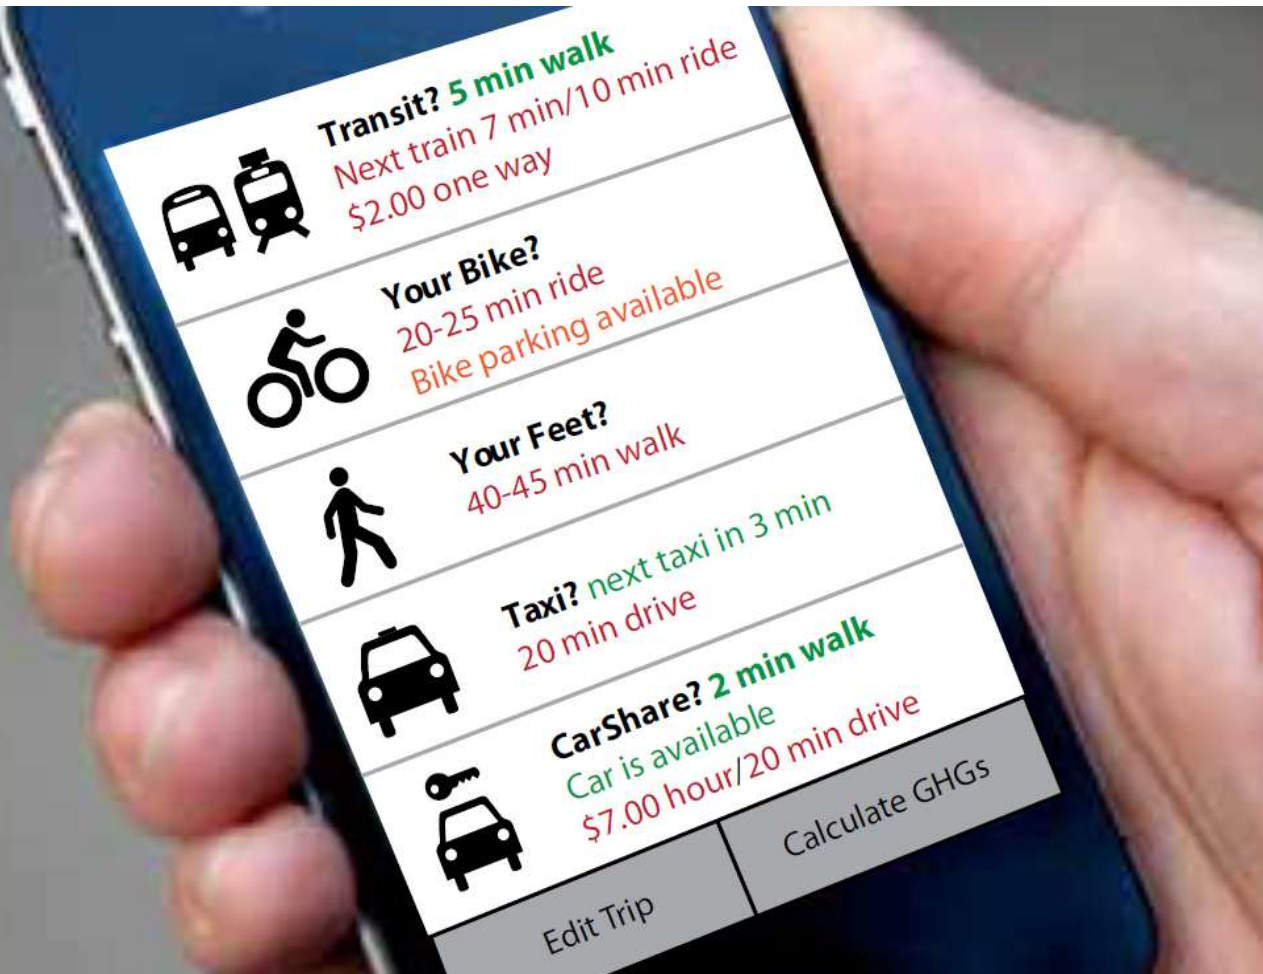 Transit? 5 min walk
Next train 7 min/10 min ride
$2.00 one way
Your Bike?
20-25 min ride
Bike parking available
Your Feet?
40-45 min walk
Taxi? next taxi in 3 min
20 min drive
CarShare? 2 min walk
Car is available
$7.00 hour/20 min drive
Edit Trip
Calculate GHGs